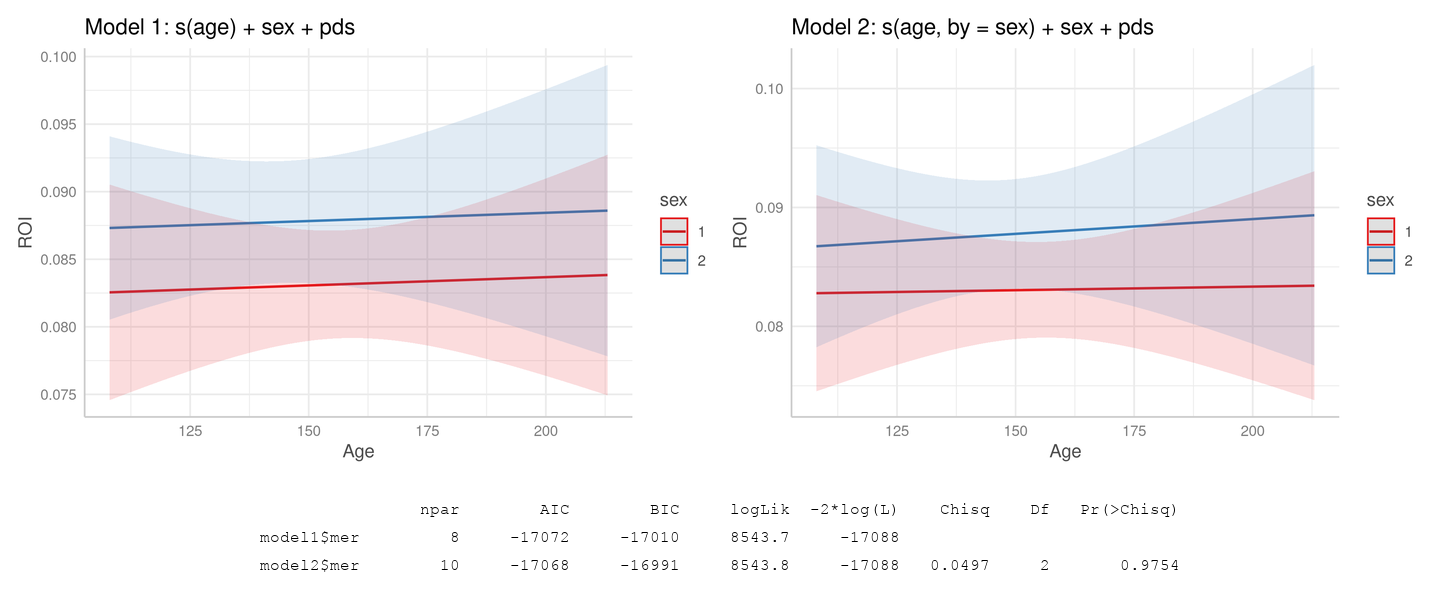 Model 1: s(age) + sex + pds
0.100
0.095
0.090
0.085
0.080
0.075
ROI
125 150 175 200
Age
sex
1
2
Model 2: s(age, by = sex) + sex + pds
0.10
0.09
0.08
ROI
125 150 175 200
Age
sex
1
2
npar AIC BIC logLik -2*log(L) Chisq Df Pr(>Chisq)
model1$mer 8 -17072 -17010 8543.7 -17088
model2$mer 10 -17068 -16991 8543.8 -17088 0.0497 2 0.9754